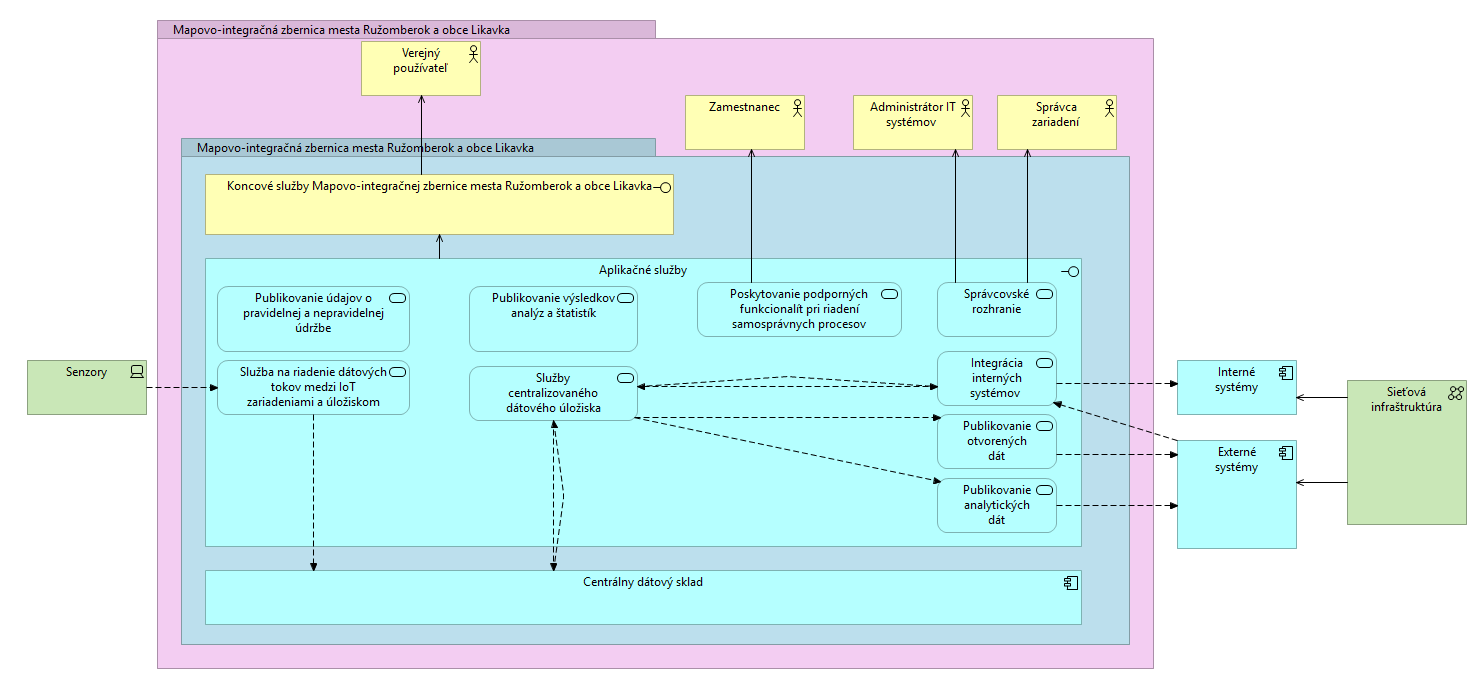 Mapovo-integračná zbernica mesta Ružomberok a obce Likavka
Verejný
používateľ
Zamestnanec
Administrátor IT
systémov
Správca
zariadení
Mapovo-integračná zbernica mesta Ružomberok a obce Likavka
Koncové služby Mapovo-integračnej zbernice mesta Ružomberok a obce Likavka
Aplikačné služby
Publikovanie údajov o
pravidelnej a nepravidelnej
údržbe
Publikovanie výsledkov
analýz a štatistík
Poskytovanie podporných
funkcionalít pri riadení
samosprávnych procesov
Správcovské
rozhranie
Senzory
Služba na riadenie dátových
tokov medzi IoT
zariadeniami a úložiskom
Služby
centralizovaného
dátového úložiska
Integrácia
interných
systémov
Interné
systémy
Sieťová
infraštruktúra
Publikovanie
otvorených
dát
Externé
systémy
Publikovanie
analytických
dát
Centrálny dátový sklad